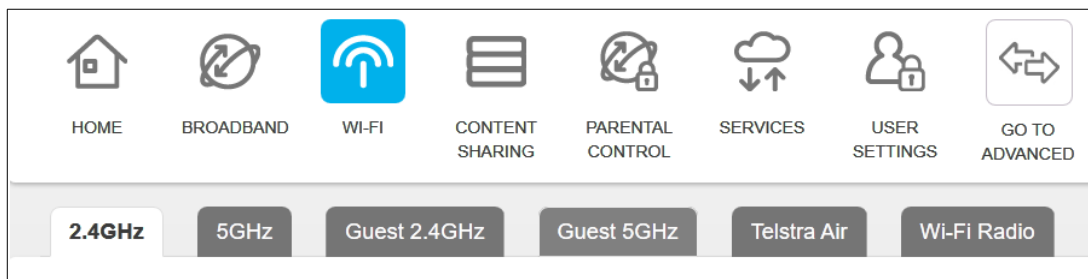 HOME
BROADBAND
WI-FI
CONTENT
SHARING
PARENTAL
CONTROL
SERVICES
USER
SETTINGS
GO TO
ADVANCED
2.4GHz
5GHz
Guest 2.4GHz
Guest 5GHz
Telstra Air
Wi-Fi Radio